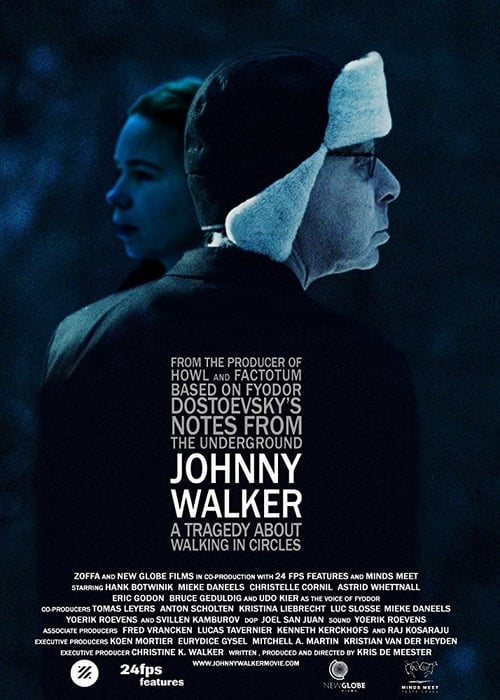 FROM THE PRODUCER OF
HOWL AND FACTOTUM
BASED ON FYODOR
DOSTOEVSKY'S
NOTES FROM
THE UNDERGROUND
JOHNNY
WALKER
A TRAGEDY ABOUT
WALKING IN CIRCLES
ZOFFA AND NEW GLOBE FILMS IN CO-PRODUCTION WITH 24 FPS FEATURES AND MINDS MEET
STARRING HANK BOTWINIK MIEKE DANEELS CHRISTELLE CORNIL ASTRID WHETTNALL
ERIC GODON BRUCE GEDULDIG AND UDO KIER AS THE VOICE OF FYODOR
CO-PRODUCERS TOMAS LEYERS ANTON SCHOLTEN KRISTINA LIEBRECHT LUC SLOSSE MIEKE DANEELS
YOERIK ROEVENS AND SVILLEN KAMBUROV DOP JOEL SAN JUAN SOUND YOERIK ROEVENS
ASSOCIATE PRODUCERS FRED VRANCKEN LUCAS TAVERNIER KENNETH KERCKHOFS AND RAJ KOSARAJU
EXECUTIVE PRODUCERS KOEN MORTIER EURYDICE GYSEL MITCHELL A. MARTIN KRISTIAN VAN DER HEYDEN
EXECUTIVE PRODUCER CHRISTINE K. WALKER WRITTEN , PRODUCED AND DIRECTED BY KRIS DE MEESTER
WWW.JOHNNYWALKERMOVIE.COM
24fps
features
NEWGLOBE
FILMS
MINDS MEET